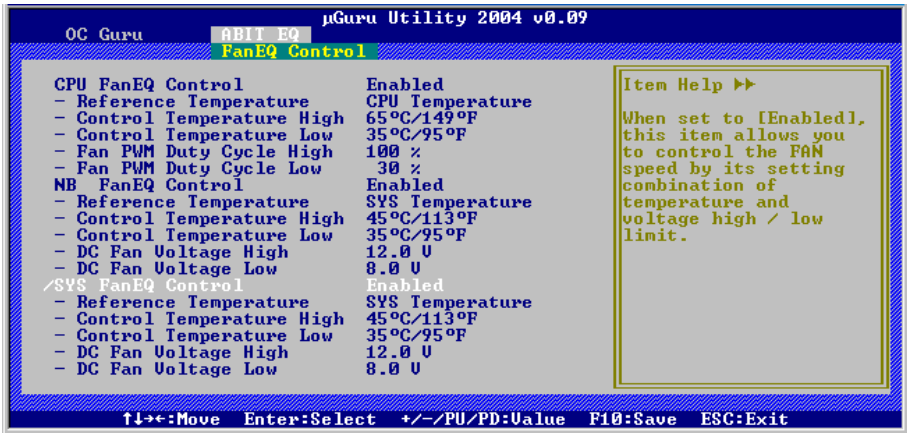 µGuru Utility 2004 v0.09
OC Guru ABIT EQ
FanEQ Control
CPU FanEQ Control Enabled
- Reference Temperature CPU Temperature
- Control Temperature High 65ºC/149ºF
- Control Temperature Low 35ºC/95ºF
- Fan PWM Duty Cycle High 100 %
- Fan PWM Duty Cycle Low 30 %
NB FanEQ Control Enabled
- Reference Temperature SYS Temperature
- Control Temperature High 45ºC/113ºF
- Control Temperature Low 35ºC/95ºF
- DC Fan Voltage High 12.0 V
- DC Fan Voltage Low 8.0 V
/SYS FanEQ Control Enabled
- Reference Temperature SYS Temperature
- Control Temperature High 45ºC/113ºF
- Control Temperature Low 35ºC/95ºF
- DC Fan Voltage High 12.0 V
- DC Fan Voltage Low 8.0 V
Item Help ▶▶
When set to [Enabled],
this item allows you
to control the FAN
speed by its setting
combination of
temperature and
voltage high / low
limit.
↑↓→←:Move Enter:Select +/-/PU/PD:Value F10:Save ESC:Exit